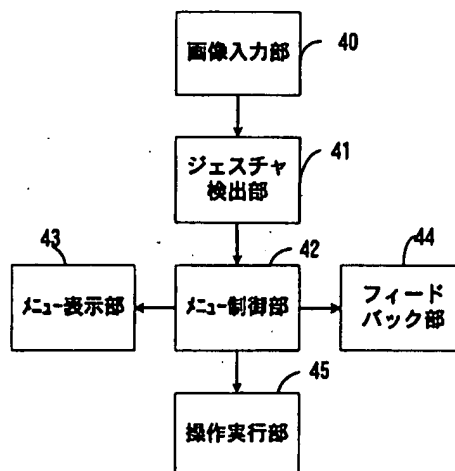 画像入力部
40
ジェスチャ
検出部
41
43
42
44
メニュー表示部
メニュー制御部
フィード
バック部
45
操作実行部